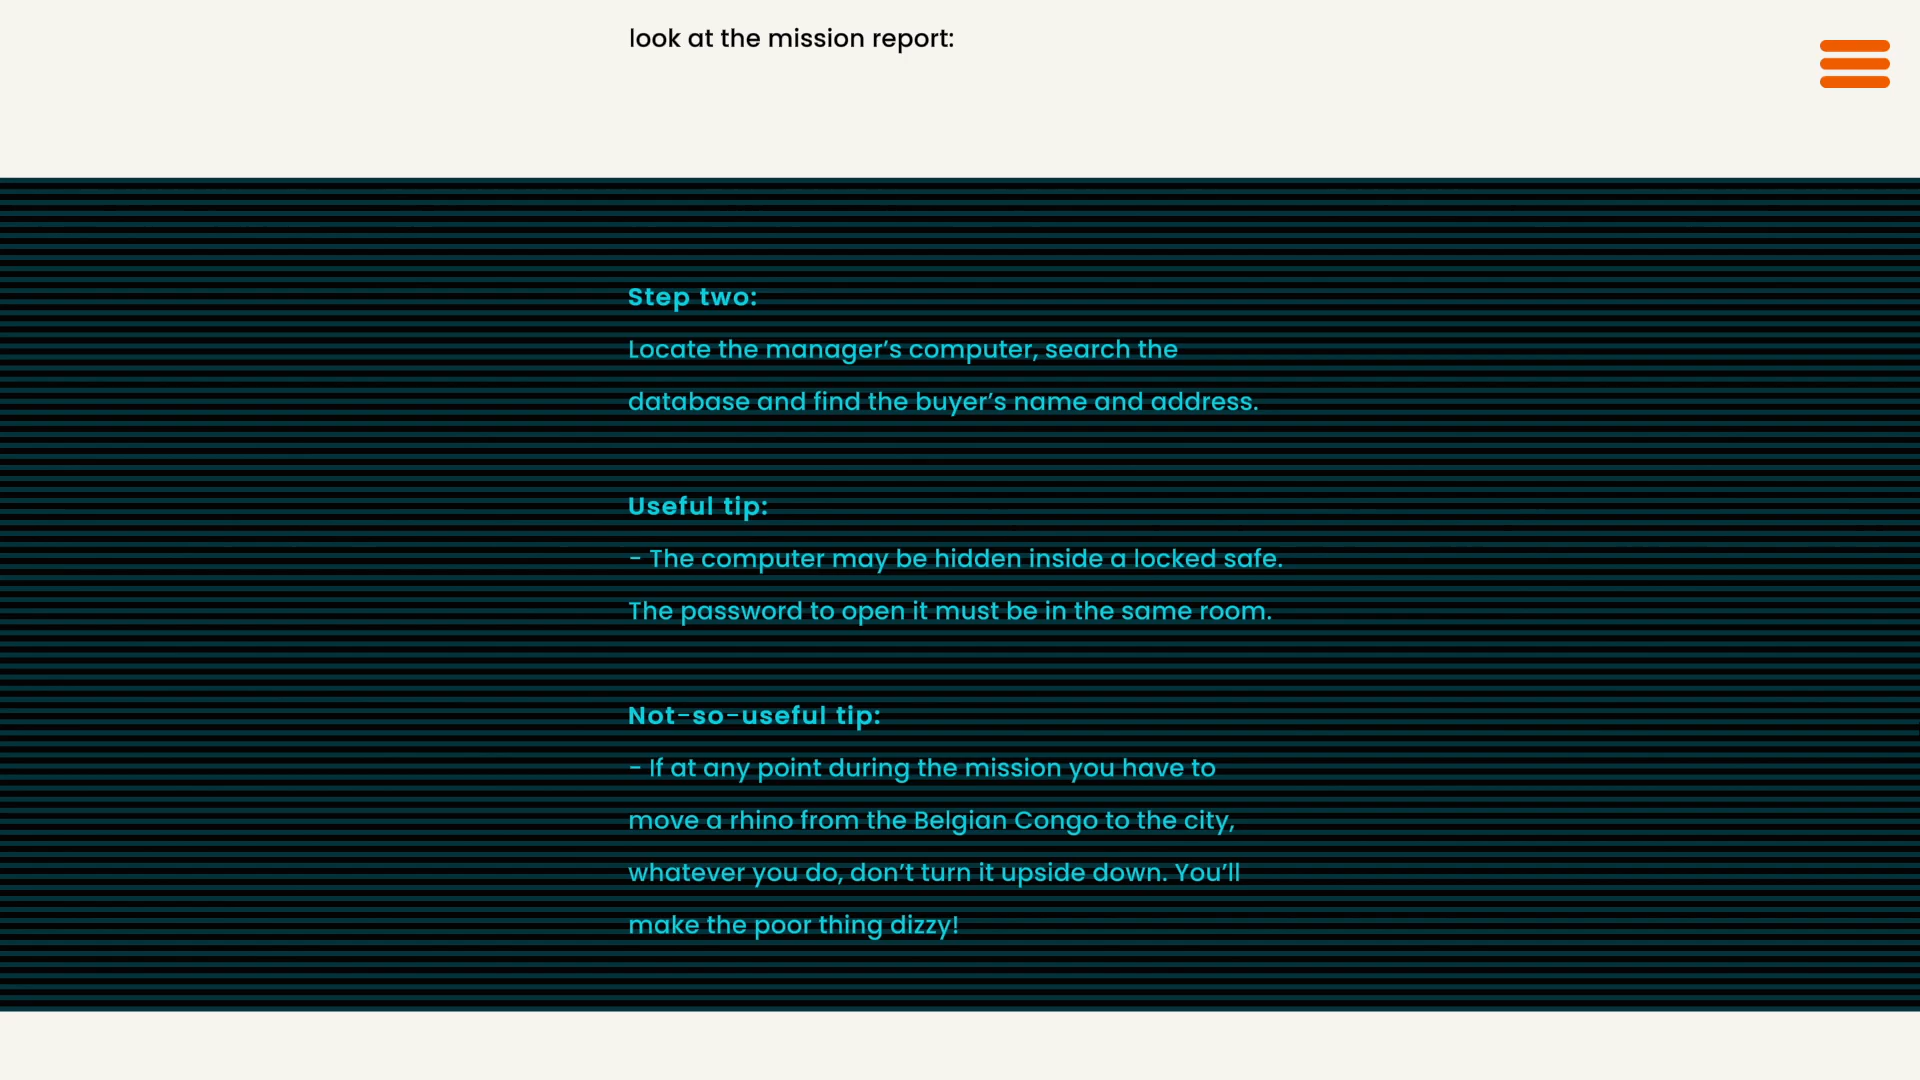 look at the mission report:
Step two:
Locate the manager’s computer, search the
database and find the buyer’s name and address.
Useful tip:
- The computer may be hidden inside a locked safe.
The password to open it must be in the same room.
Not-so-useful tip:
- If at any point during the mission you have to
move a rhino from the Belgian Congo to the city,
whatever you do, don’t turn it upside down. You’ll
make the poor thing dizzy!